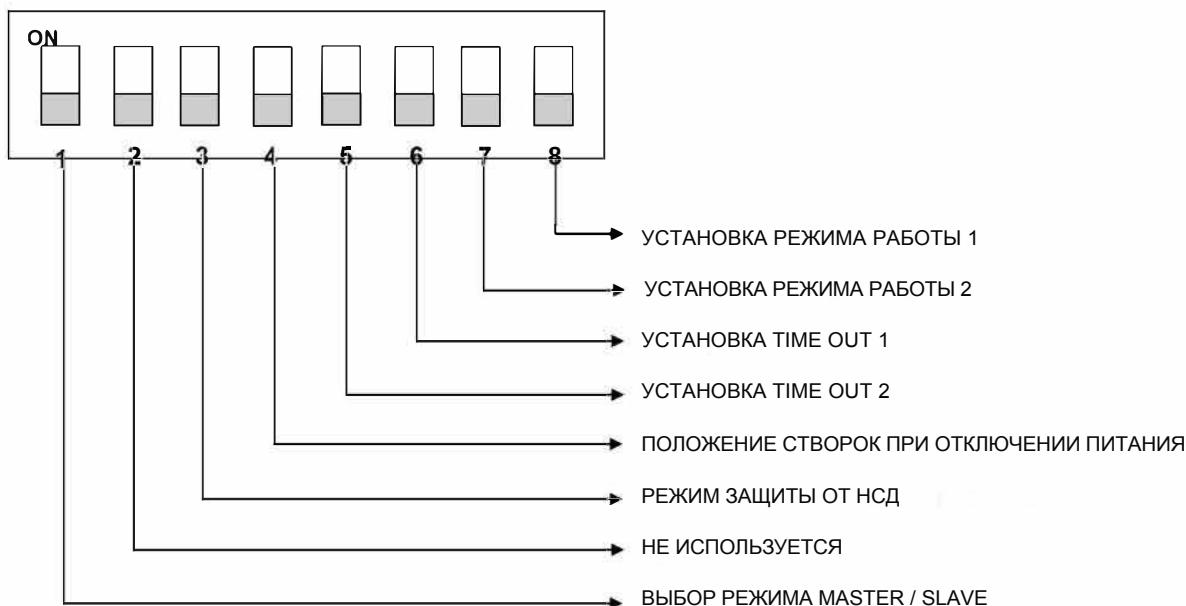 ON
1 2 3 4 5 6 7 8
УСТАНОВКА РЕЖИМА РАБОТЫ 1
УСТАНОВКА РЕЖИМА РАБОТЫ 2
УСТАНОВКА TIME OUT 1
УСТАНОВКА TIME OUT 2
ПОЛОЖЕНИЕ СТВОРОК ПРИ ОТКЛЮЧЕНИИ ПИТАНИЯ
РЕЖИМ ЗАЩИТЫ ОТ НСД
НЕ ИСПОЛЬЗУЕТСЯ
ВЫБОР РЕЖИМА MASTER / SLAVE